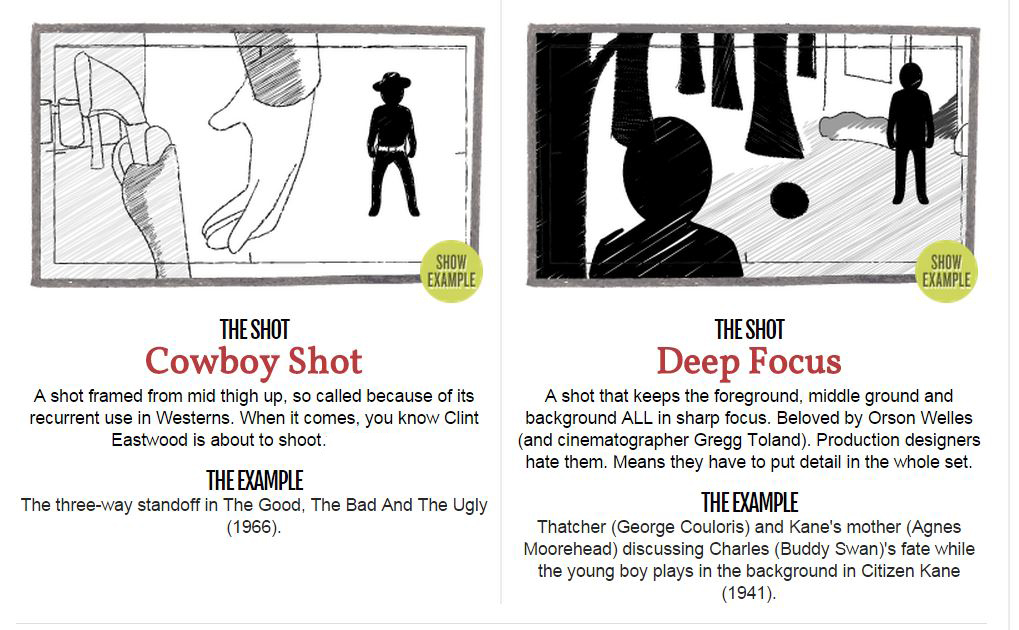 SHOW
EXAMPLE
THE SHOT
Cowboy Shot
A shot framed from mid thigh up, so called because of its
recurrent use in Westerns. When it comes, you know Clint
Eastwood is about to shoot.
THE EXAMPLE
The three-way standoff in The Good, The Bad And The Ugly
(1966).
SHOW
EXAMPLE
THE SHOT
Deep Focus
A shot that keeps the foreground, middle ground and
background ALL in sharp focus. Beloved by Orson Welles
(and cinematographer Gregg Toland). Production designers
hate them. Means they have to put detail in the whole set.
THE EXAMPLE
Thatcher (George Couloris) and Kane's mother (Agnes
Moorehead) discussing Charles (Buddy Swan)'s fate while
the young boy plays in the background in Citizen Kane
(1941).